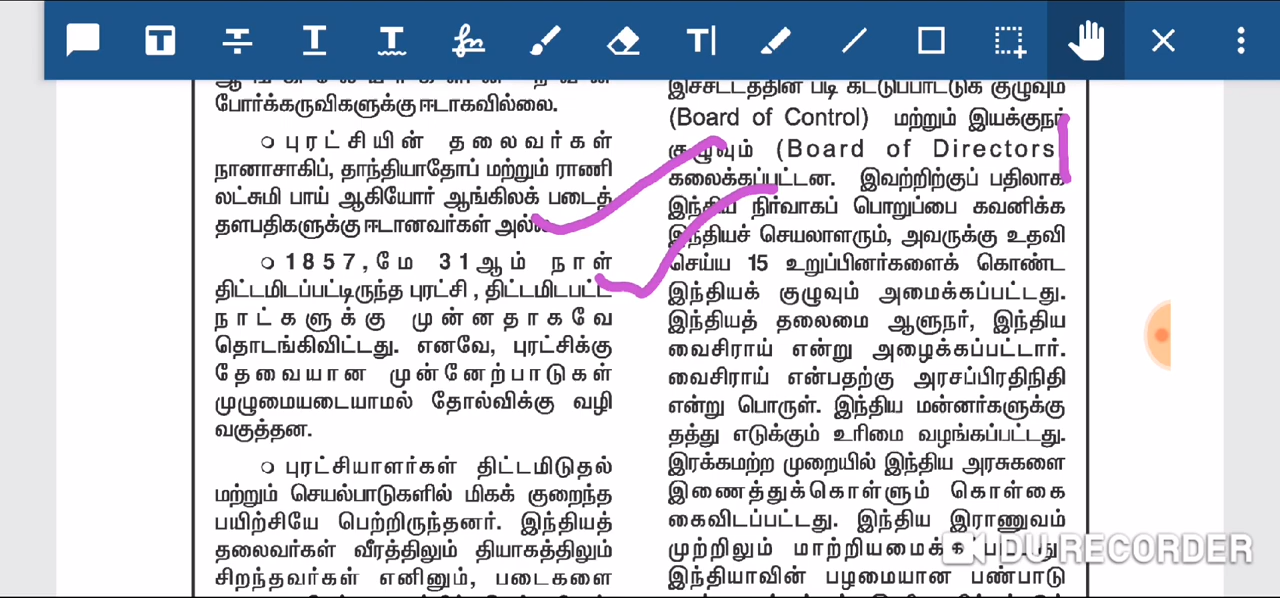 போர்க்கருவிகளுக்கு ஈடாகவில்லை.
○ புரட்சியின் தலைவர்கள்
நானாசாகிப், தாந்தியாதோப் மற்றும் ராணி
லட்சுமி பாய் ஆகியோர் ஆங்கிலக் படைத்
தளபதிகளுக்கு ஈடானவர்கள் அல்ல
○ 1857, மே 31ஆம் நாள்
திட்டமிடப்பட்டிருந்த புரட்சி , திட்டமிடபட்ட
நாட்களுக்கு முன்னதாகவே
தொடங்கிவிட்டது. எனவே, புரட்சிக்கு
தேவையான முன்னேற்பாடுகள்
முழுமையடையாமல் தோல்விக்கு வழி
வகுத்தன.
○ புரட்சியாளர்கள் திட்டமிடுதல்
மற்றும் செயல்பாடுகளில் மிகக் குறைந்த
பயிற்சியே பெற்றிருந்தனர். இந்தியத்
தலைவர்கள் வீரத்திலும் தியாகத்திலும்
சிறந்தவர்கள் எனினும், படைகளை
இச்சட்டத்தின் படி கட்டுப்பாட்டுக் குழுவும்
(Board of Control) மற்றும் இயக்குநர்
குழுவும் (Board of Directors)
கலைக்கப்பட்டன. இவற்றிற்குப் பதிலாக
இந்திய நிர்வாகப் பொறுப்பை கவனிக்க
இந்தியச் செயலாளரும், அவருக்கு உதவி
செய்ய 15 உறுப்பினர்களைக் கொண்ட
இந்தியக் குழுவும் அமைக்கப்பட்டது.
இந்தியத் தலைமை ஆளுநர், இந்திய
வைசிராய் என்று அழைக்கப்பட்டார்.
வைசிராய் என்பதற்கு அரசப்பிரதிநிதி
என்று பொருள். இந்திய மன்னர்களுக்கு
தத்து எடுக்கும் உரிமை வழங்கப்பட்டது.
இரக்கமற்ற முறையில் இந்திய அரசுகளை
இணைத்துக்கொள்ளும் கொள்கை
கைவிடப்பட்டது. இந்திய இராணுவம்
முற்றிலும்
இந்தியாவின் பழமையான பண்பாடு
DU RECORDER